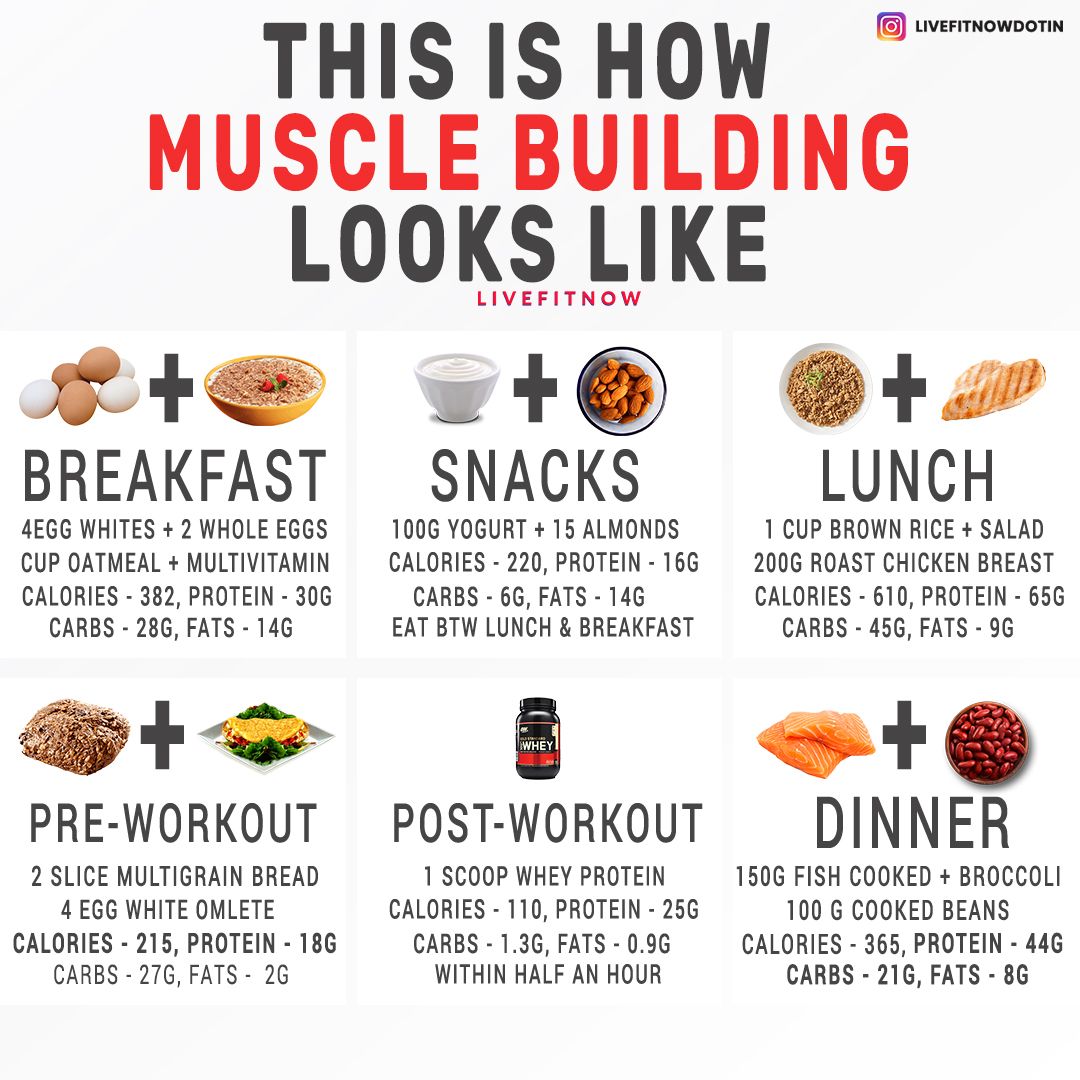 LIVEFITNOWDOTIN
THIS IS HOW
MUSCLE BUILDING
LOOKS LIKE
LIVEFITNOW
BREAKFAST
4EGG WHITES + 2 WHOLE EGGS
CUP OATMEAL + MULTIVITAMIN
CALORIES - 382, PROTEIN - 30G
CARBS - 28G, FATS - 14G
SNACKS
100G YOGURT + 15 ALMONDS
CALORIES - 220, PROTEIN - 16G
CARBS - 6G, FATS - 14G
EAT BTW LUNCH & BREAKFAST
LUNCH
1 CUP BROWN RICE + SALAD
200G ROAST CHICKEN BREAST
CALORIES - 610, PROTEIN - 65G
CARBS - 45G, FATS - 9G
PRE-WORKOUT
2 SLICE MULTIGRAIN BREAD
4 EGG WHITE OMLETE
CALORIES - 215, PROTEIN - 18G
CARBS - 27G, FATS - 2G
WHEY
POST-WORKOUT
1 SCOOP WHEY PROTEIN
CALORIES - 110, PROTEIN - 25G
CARBS - 1.3G, FATS - 0.9G
WITHIN HALF AN HOUR
DINNER
150G FISH COOKED + BROCCOLI
100 G COOKED BEANS
CALORIES - 365, PROTEIN - 44G
CARBS - 21G, FATS - 8G